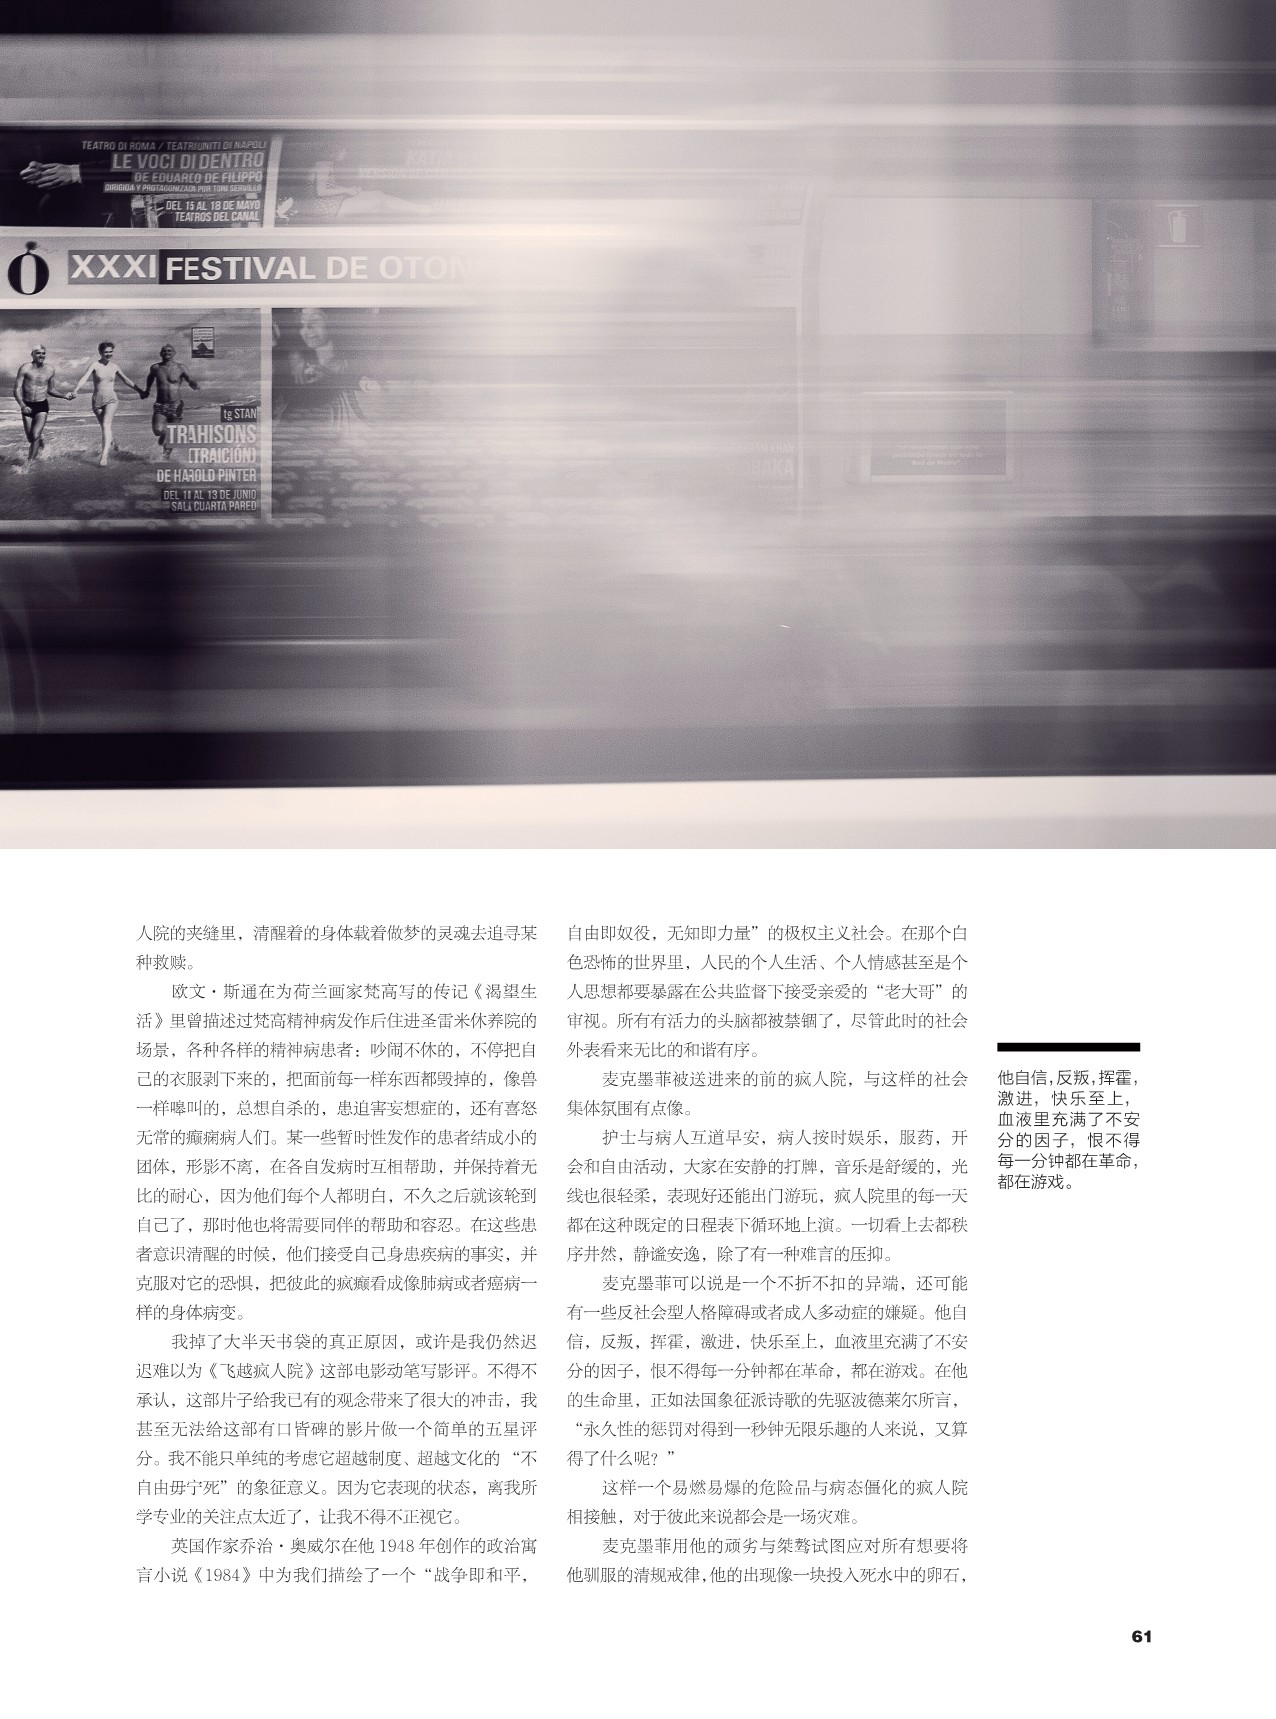 TEATRO DI ROMA / TEATRIUNITI DI NAPOLI
LE VOCI DI DENTRO
DE EDUARDO DE FILIPPO
DIRIGIDA Y PROTAGONIZADA POR TONI SERVILLO
DEL 15 AL 18 DE MAYO
TEATROS DEL CANAL
XXXI FESTIVAL DE OTOÑ
tg STAN
TRAHISONS
(TRAICIÓN)
DE HAROLD PINTER
DEL 11 AL 13 DE JUNIO
SALA CUARTA PARED
OBAKA
人院的夹缝里，清醒着的身体载着做梦的灵魂去追寻某
种救赎。
欧文·斯通在为荷兰画家梵高写的传记《渴望生
活》里曾描述过梵高精神病发作后住进圣雷米休养院的
场景，各种各样的精神病患者：吵闹不休的，不停把自
己的衣服剥下来的，把面前每一样东西都毁掉的，像兽
一样嗥叫的，总想自杀的，患迫害妄想症的，还有喜怒
无常的癫痫病人们。某一些暂时性发作的患者结成小的
团体，形影不离，在各自发病时互相帮助，并保持着无
比的耐心，因为他们每个人都明白，不久之后就该轮到
自己了，那时他也将需要同伴的帮助和容忍。在这些患
者意识清醒的时候，他们接受自己身患疾病的事实，并
克服对它的恐惧，把彼此的疯癫看成像肺病或者癌病一
样的身体病变。
我掉了大半天书袋的真正原因，或许是我仍然迟
迟难以为《飞越疯人院》这部电影动笔写影评。不得不
承认，这部片子给我已有的观念带来了很大的冲击，我
甚至无法给这部有口皆碑的影片做一个简单的五星评
分。我不能只单纯的考虑它超越制度、超越文化的“不
自由毋宁死”的象征意义。因为它表现的状态，离我所
学专业的关注点太近了，让我不得不正视它。
英国作家乔治·奥威尔在他 1948 年创作的政治寓
言小说《1984》中为我们描绘了一个“战争即和平，
自由即奴役，无知即力量”的极权主义社会。在那个白
色恐怖的世界里，人民的个人生活、个人情感甚至是个
人思想都要暴露在公共监督下接受亲爱的“老大哥”的
审视。所有有活力的头脑都被禁锢了，尽管此时的社会
外表看来无比的和谐有序。
麦克墨菲被送进来的前的疯人院，与这样的社会
集体氛围有点像。
护士与病人互道早安，病人按时娱乐，服药，开
会和自由活动，大家在安静的打牌，音乐是舒缓的，光
线也很轻柔，表现好还能出门游玩，疯人院里的每一天
都在这种既定的日程表下循环地上演。一切看上去都秩
序井然，静谧安逸，除了有一种难言的压抑。
麦克墨菲可以说是一个不折不扣的异端，还可能
有一些反社会型人格障碍或者成人多动症的嫌疑。他自
信，反叛，挥霍，激进，快乐至上，血液里充满了不安
分的因子，恨不得每一分钟都在革命，都在游戏。在他
的生命里，正如法国象征派诗歌的先驱波德莱尔所言，
“永久性的惩罚对得到一秒钟无限乐趣的人来说，又算
得了什么呢？”
这样一个易燃易爆的危险品与病态僵化的疯人院
相接触，对于彼此来说都会是一场灾难。
麦克墨菲用他的顽劣与桀骜试图应对所有想要将
他驯服的清规戒律，他的出现像一块投入死水中的卵石，
他自信，反叛，挥霍，
激进，快乐至上，
血液里充满了不安
分的因子，恨不得
每一分钟都在革命，
都在游戏。
61